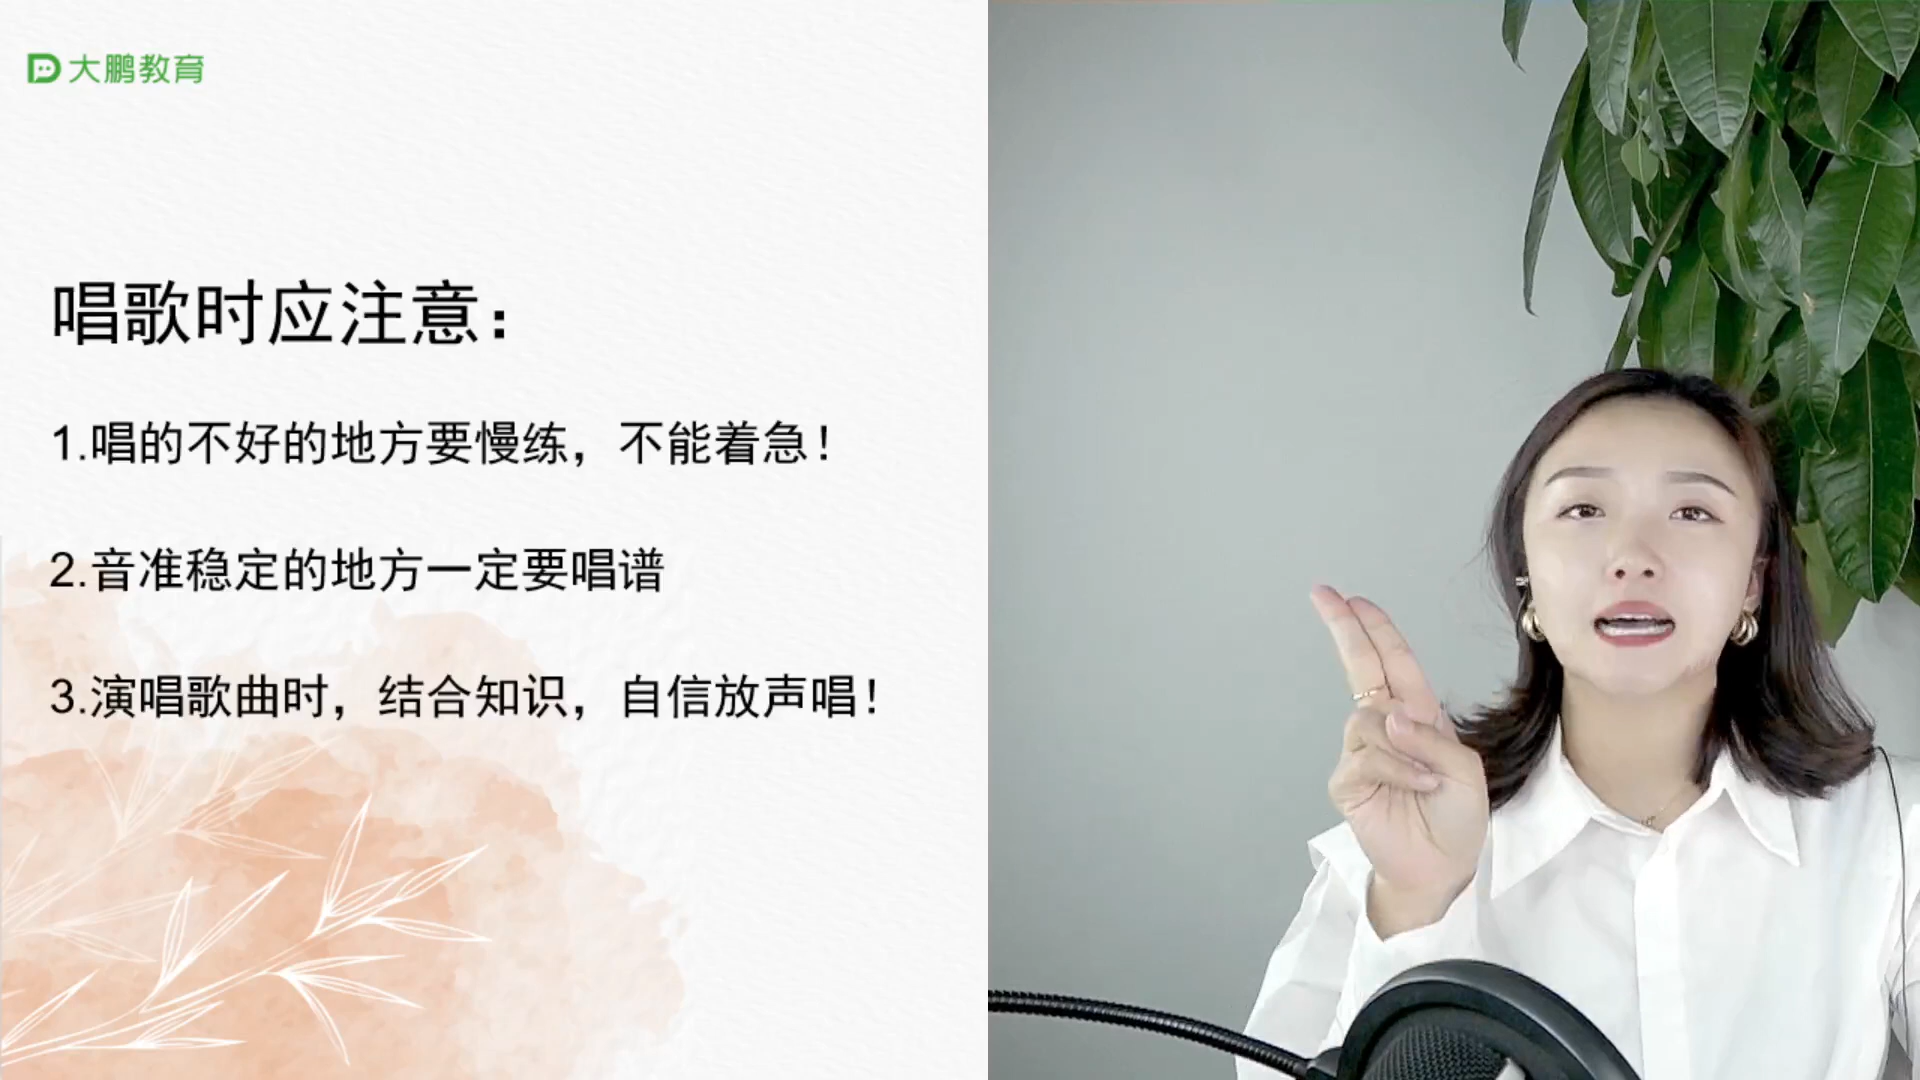 大鹏教育
唱歌时应注意：
1.唱的不好的地方要慢练，不能着急！
2.音准稳定的地方一定要唱谱
3.演唱歌曲时，结合知识，自信放声唱！